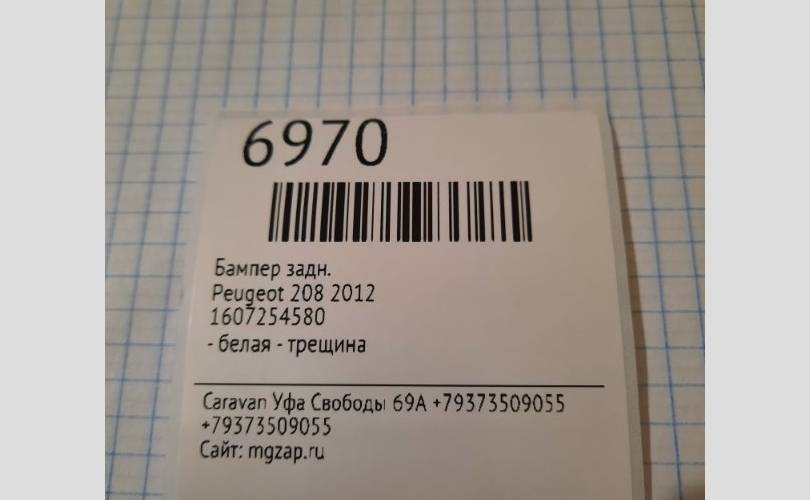 6970
Бампер задн.
Peugeot 208 2012
1607254580
- белая - трещина
Caravan Уфа Свободы 69А +79373509055
+79373509055
Сайт: mgzap.ru